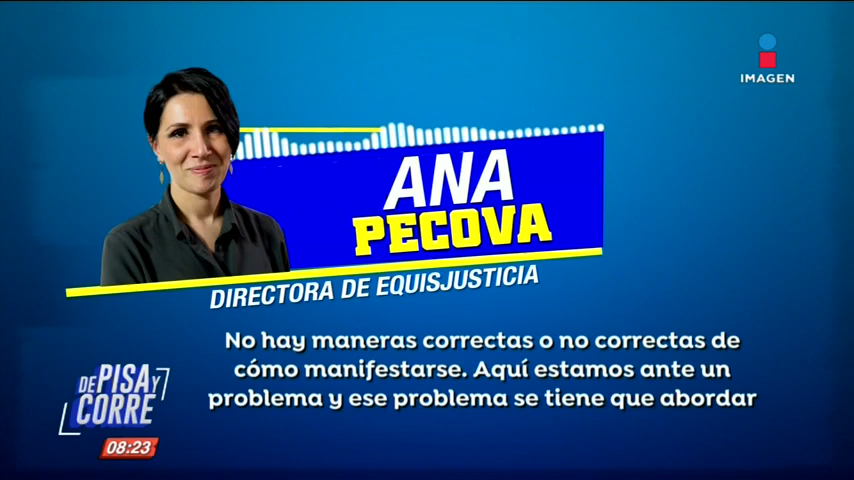 IMAGEN
ANA
PECOVA
DIRECTORA DE EQUISJUSTICIA
No hay maneras correctas o no correctas de
cómo manifestarse. Aquí estamos ante un
problema y ese problema se tiene que abordar
DE PISA Y
CORRE
08:23